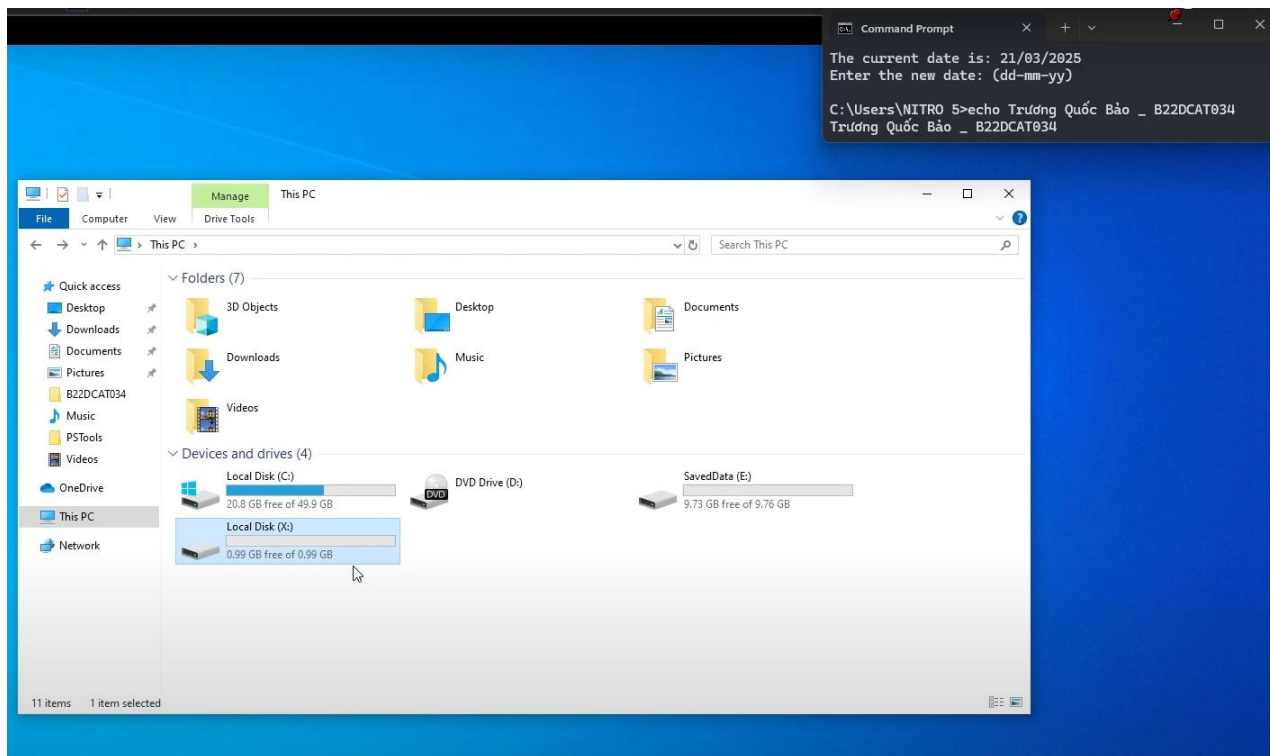 Command Prompt
The current date is: 21/03/2025
Enter the new date: (dd-mm-yy)
C:\Users\NITRO 5>echo Trương Quốc Bảo _ B22DCAT034
Trương Quốc Bảo _ B22DCAT034
Manage This PC
File Computer View Drive Tools
This PC
Search This PC
Quick access
Desktop
Downloads
Documents
Pictures
B22DCAT034
Music
PSTools
Videos
OneDrive
This PC
Network
Folders (7)
3D Objects Desktop Documents
Downloads Music Pictures
Videos
Devices and drives (4)
Local Disk (C:)
20.8 GB free of 49.9 GB
DVD Drive (D:)
DVD
SavedData (E:)
9.73 GB free of 9.76 GB
Local Disk (X:)
0.99 GB free of 0.99 GB
11 items 1 item selected